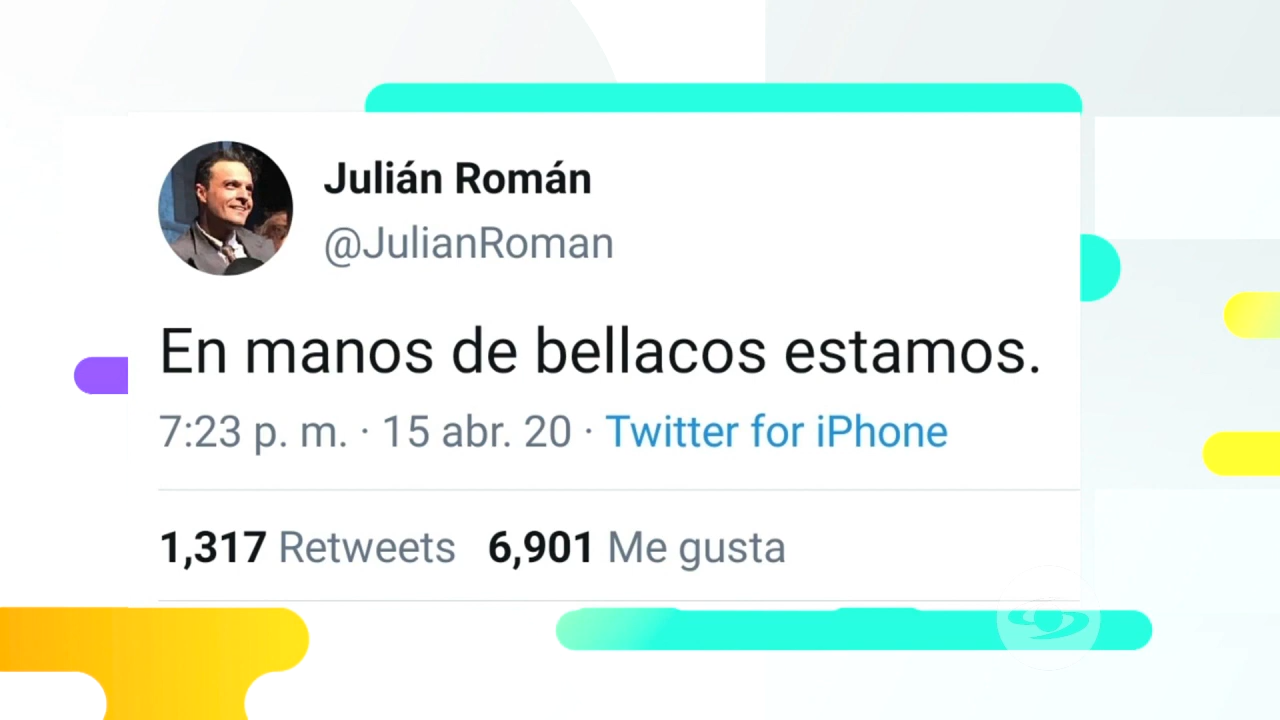 Julián Román
@JulianRoman
En manos de bellacos estamos.
7:23 p. m. · 15 abr. 20 · Twitter for iPhone
1,317 Retweets 6,901 Me gusta